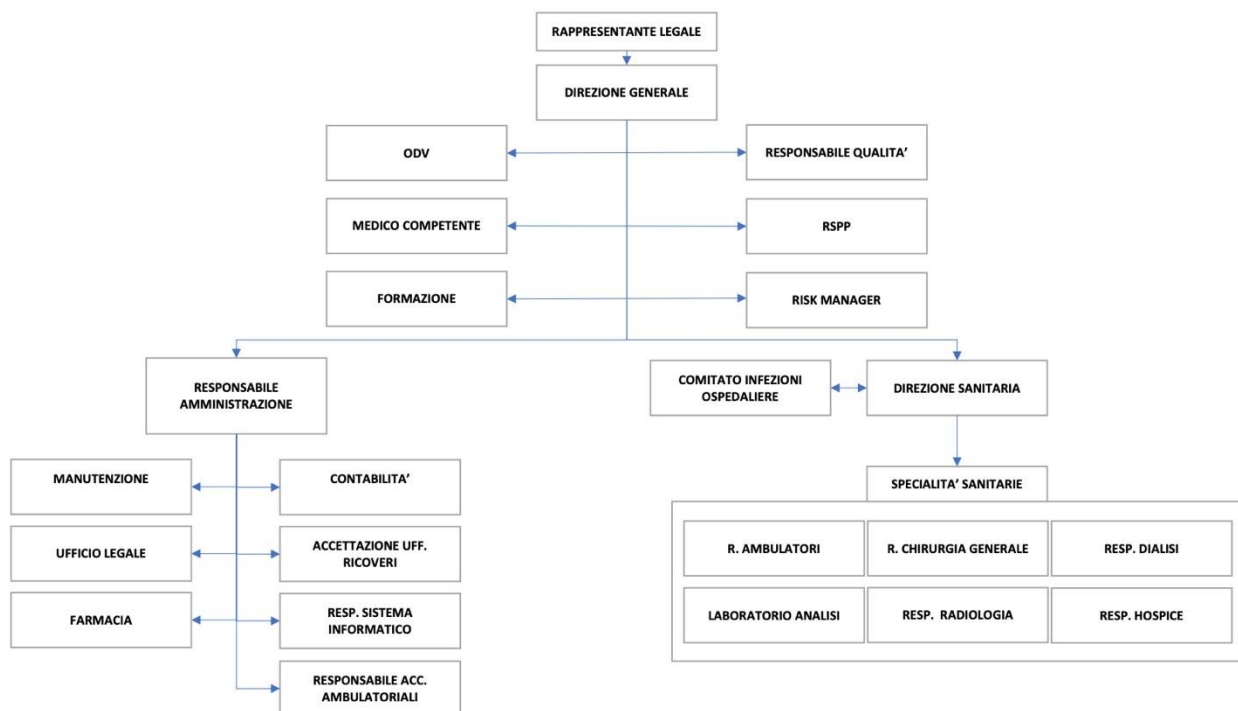 RAPPRESENTANTE LEGALE
DIREZIONE GENERALE
ODV
RESPONSABILE QUALITA’
MEDICO COMPETENTE
RSPP
FORMAZIONE
RISK MANAGER
RESPONSABILE
AMMINISTRAZIONE
COMITATO INFEZIONI
OSPEDALIERE
DIREZIONE SANITARIA
MANUTENZIONE
CONTABILITA’
UFFICIO LEGALE
ACCETTAZIONE UFF.
RICOVERI
FARMACIA
RESP. SISTEMA
INFORMATICO
RESPONSABILE ACC.
AMBULATORIALI
SPECIALITA’ SANITARIE
R. AMBULATORI
R. CHIRURGIA GENERALE
RESP. DIALISI
LABORATORIO ANALISI
RESP. RADIOLOGIA
RESP. HOSPICE